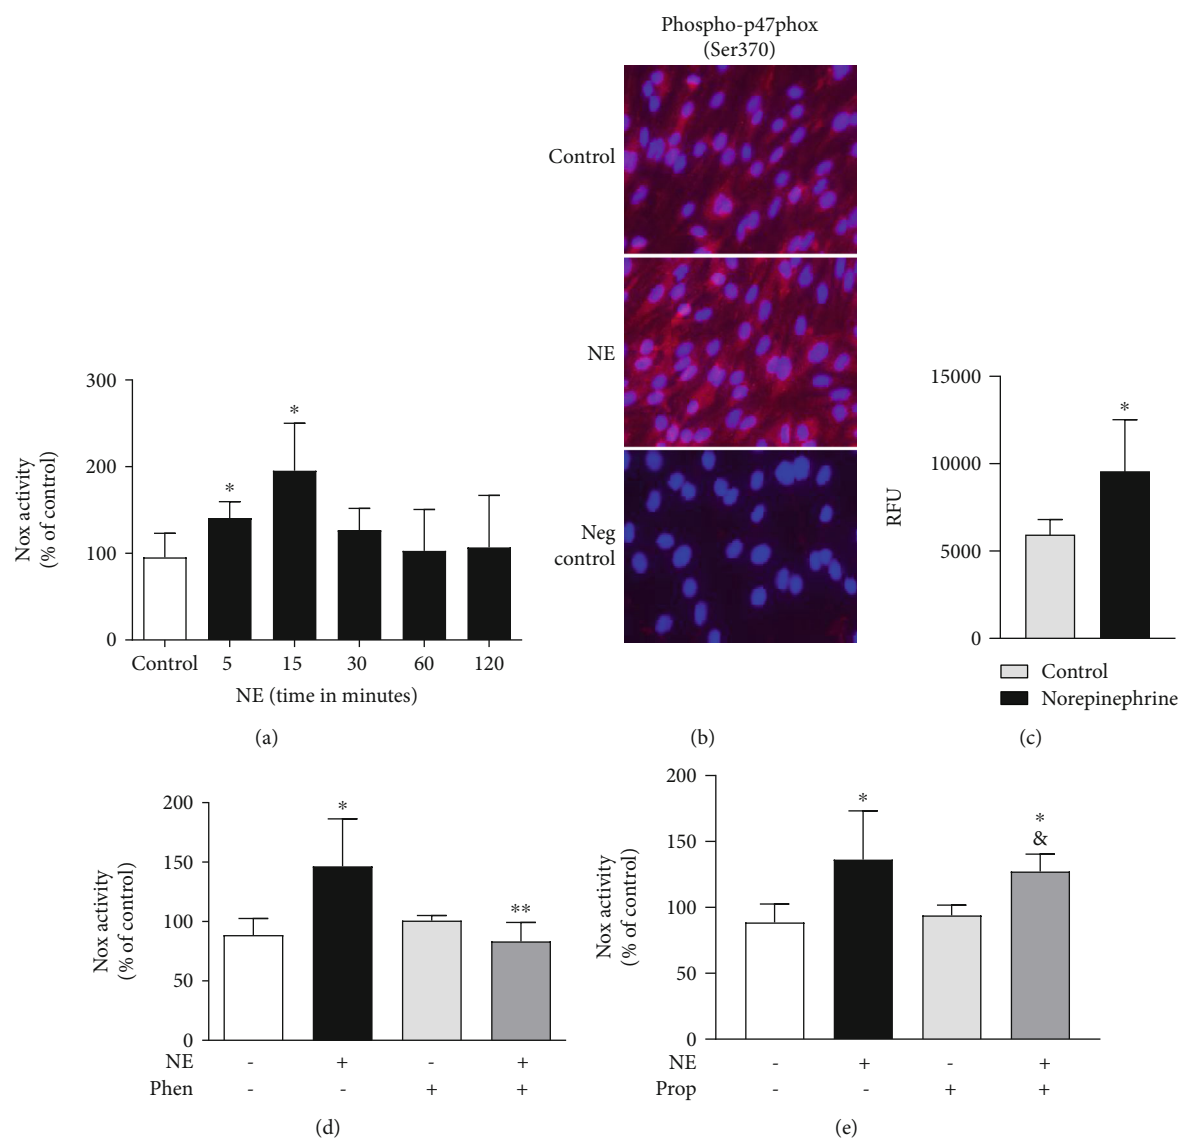 Phospho-p47phox
(Ser370)
Control
NE
Neg
control
Nox activity
(% of control)
300
200
100
0
Control 5 15 30 60 120
* *
NE (time in minutes)
(a)
(b)
RFU
15000
10000
5000
0
*
Control
Norepinephrine
(c)
Nox activity
(% of control)
200
150
100
50
0
* **
NE - + - +
Phen - - + +
(d)
Nox activity
(% of control)
200
150
100
50
0
* *
&
NE - + - +
Prop - - + +
(e)